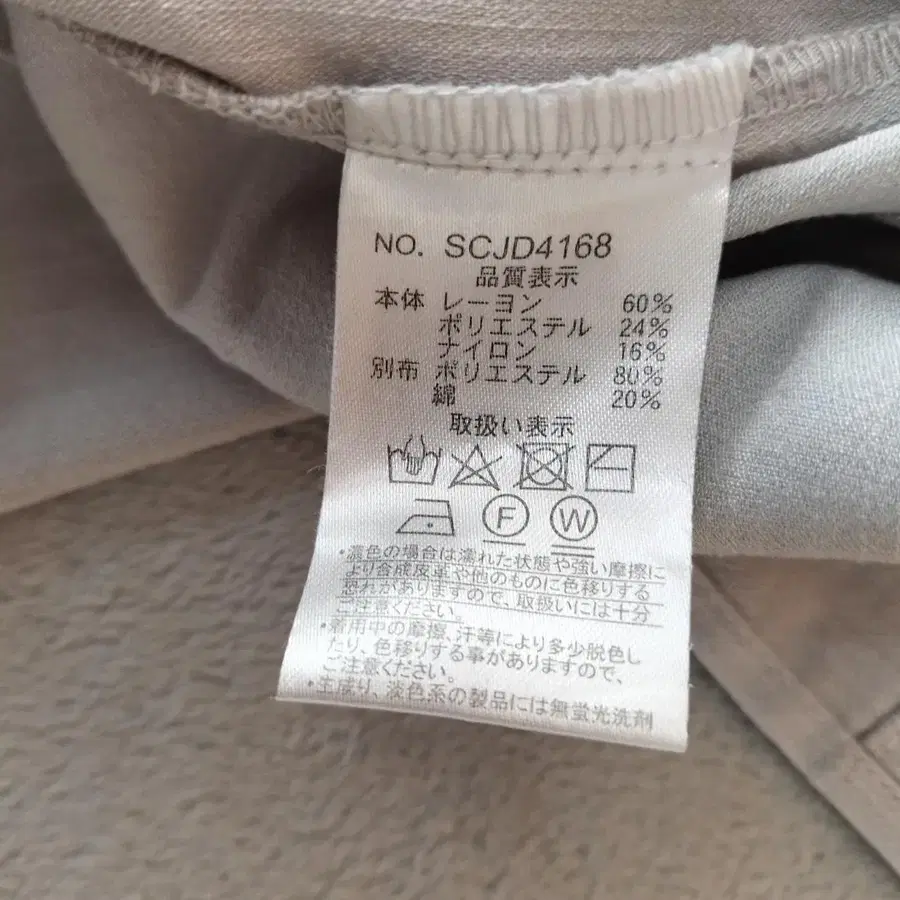 NO. SCJD4168
品質表示
本体 レーヨン 60%
ポリエステル 24%
ナイロン 16%
別布 ポリエステル 80%
綿 20%
取扱い表示
F W
・濃色の場合は濡れた状態や強い摩擦に
より合成皮革や他のものに色移りする
恐れがありますので、取扱いには十分
ご注意ください。
・着用中の摩擦、汗等により多少脱色し
たり、色移りする事がありますので、
ご注意ください。
・生成り、淡色系の製品には無蛍光洗剤